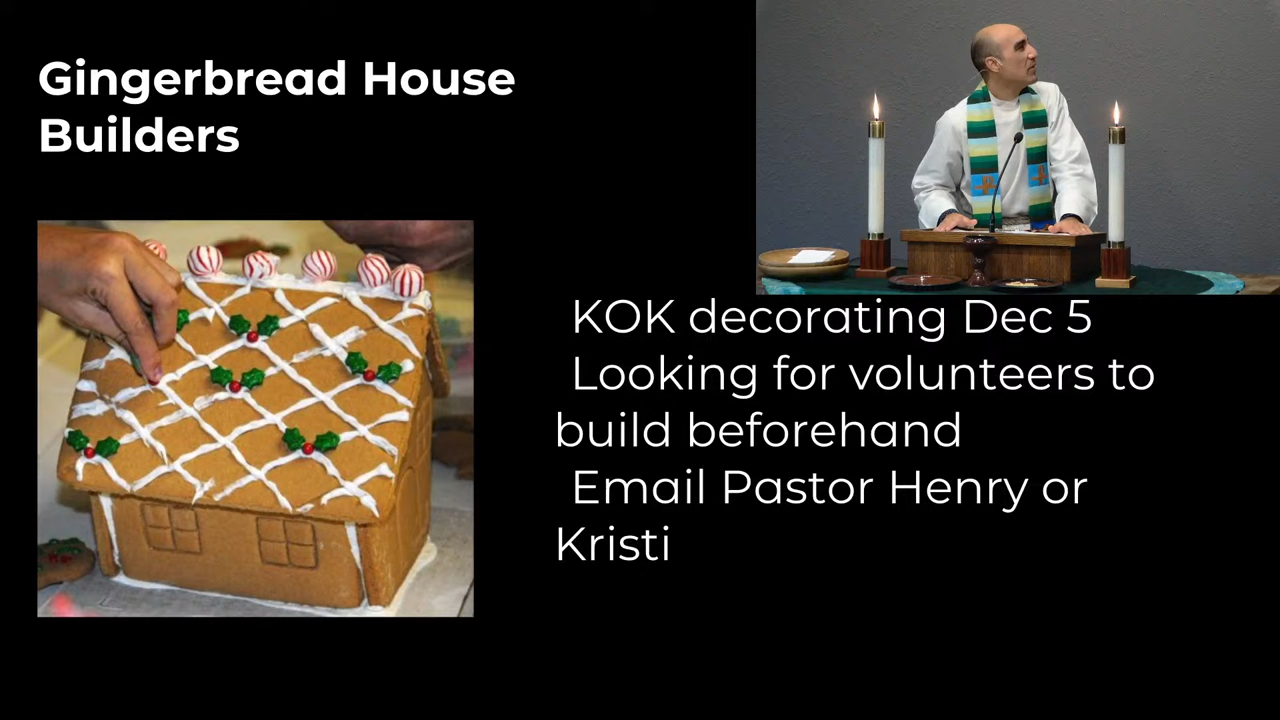 Gingerbread House
Builders
KOK decorating Dec 5
Looking for volunteers to
build beforehand
Email Pastor Henry or
Kristi